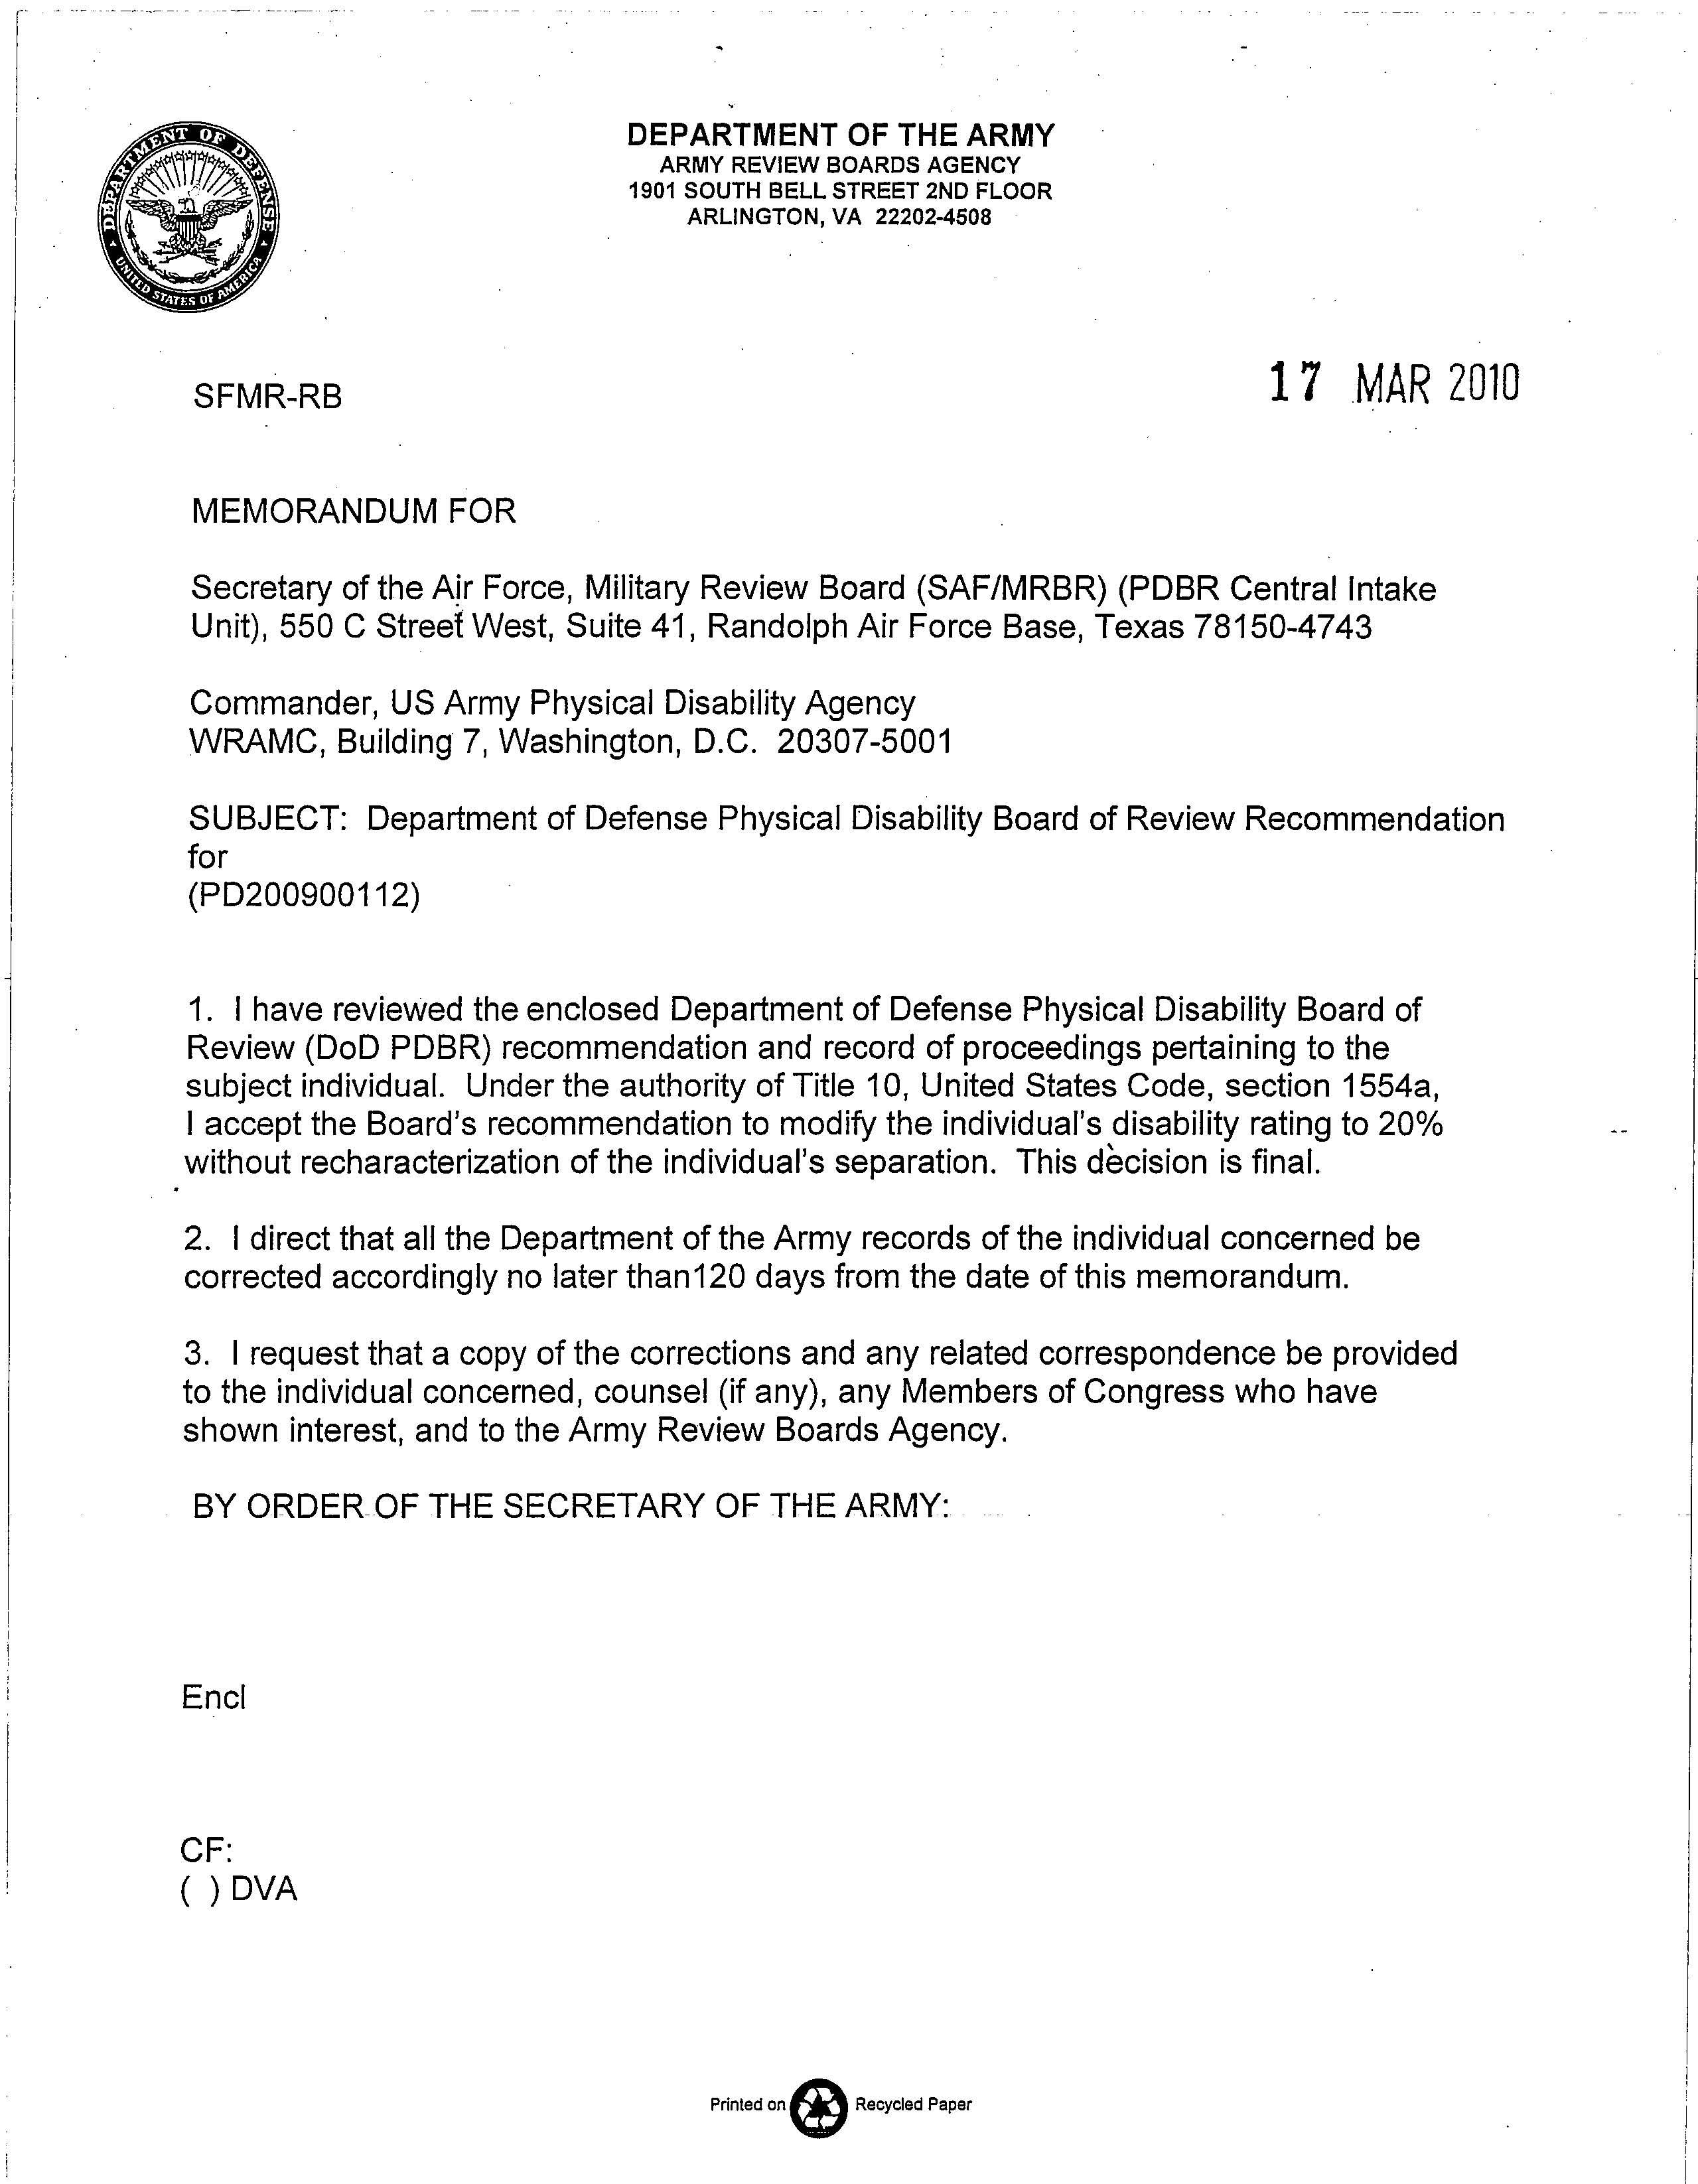 DEPARTMENT OF DEFENSE
UNITED STATES OF AMERICA
DEPARTMENT OF THE ARMY
ARMY REVIEW BOARDS AGENCY
1901 SOUTH BELL STREET 2ND FLOOR
ARLINGTON, VA 22202-4508
SFMR-RB
17 MAR 2010
MEMORANDUM FOR
Secretary of the Air Force, Military Review Board (SAF/MRBR) (PDBR Central Intake
Unit), 550 C Street West, Suite 41, Randolph Air Force Base, Texas 78150-4743
Commander, US Army Physical Disability Agency
WRAMC, Building 7, Washington, D.C. 20307-5001
SUBJECT: Department of Defense Physical Disability Board of Review Recommendation
for
(PD200900112)
1. I have reviewed the enclosed Department of Defense Physical Disability Board of
Review (DoD PDBR) recommendation and record of proceedings pertaining to the
subject individual. Under the authority of Title 10, United States Code, section 1554a,
I accept the Board's recommendation to modify the individual's disability rating to 20%
without recharacterization of the individual's separation. This decision is final.
2. I direct that all the Department of the Army records of the individual concerned be
corrected accordingly no later than120 days from the date of this memorandum.
3. I request that a copy of the corrections and any related correspondence be provided
to the individual concerned, counsel (if any), any Members of Congress who have
shown interest, and to the Army Review Boards Agency.
BY ORDER OF THE SECRETARY OF THE ARMY:
Encl
CF:
( ) DVA
Printed on Recycled Paper